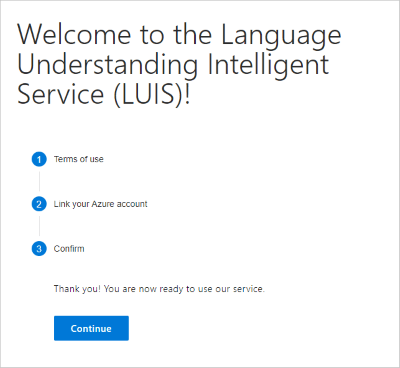 Welcome to the Language
Understanding Intelligent
Service (LUIS)!
1 Terms of use
2 Link your Azure account
3 Confirm
Thank you! You are now ready to use our service.
Continue